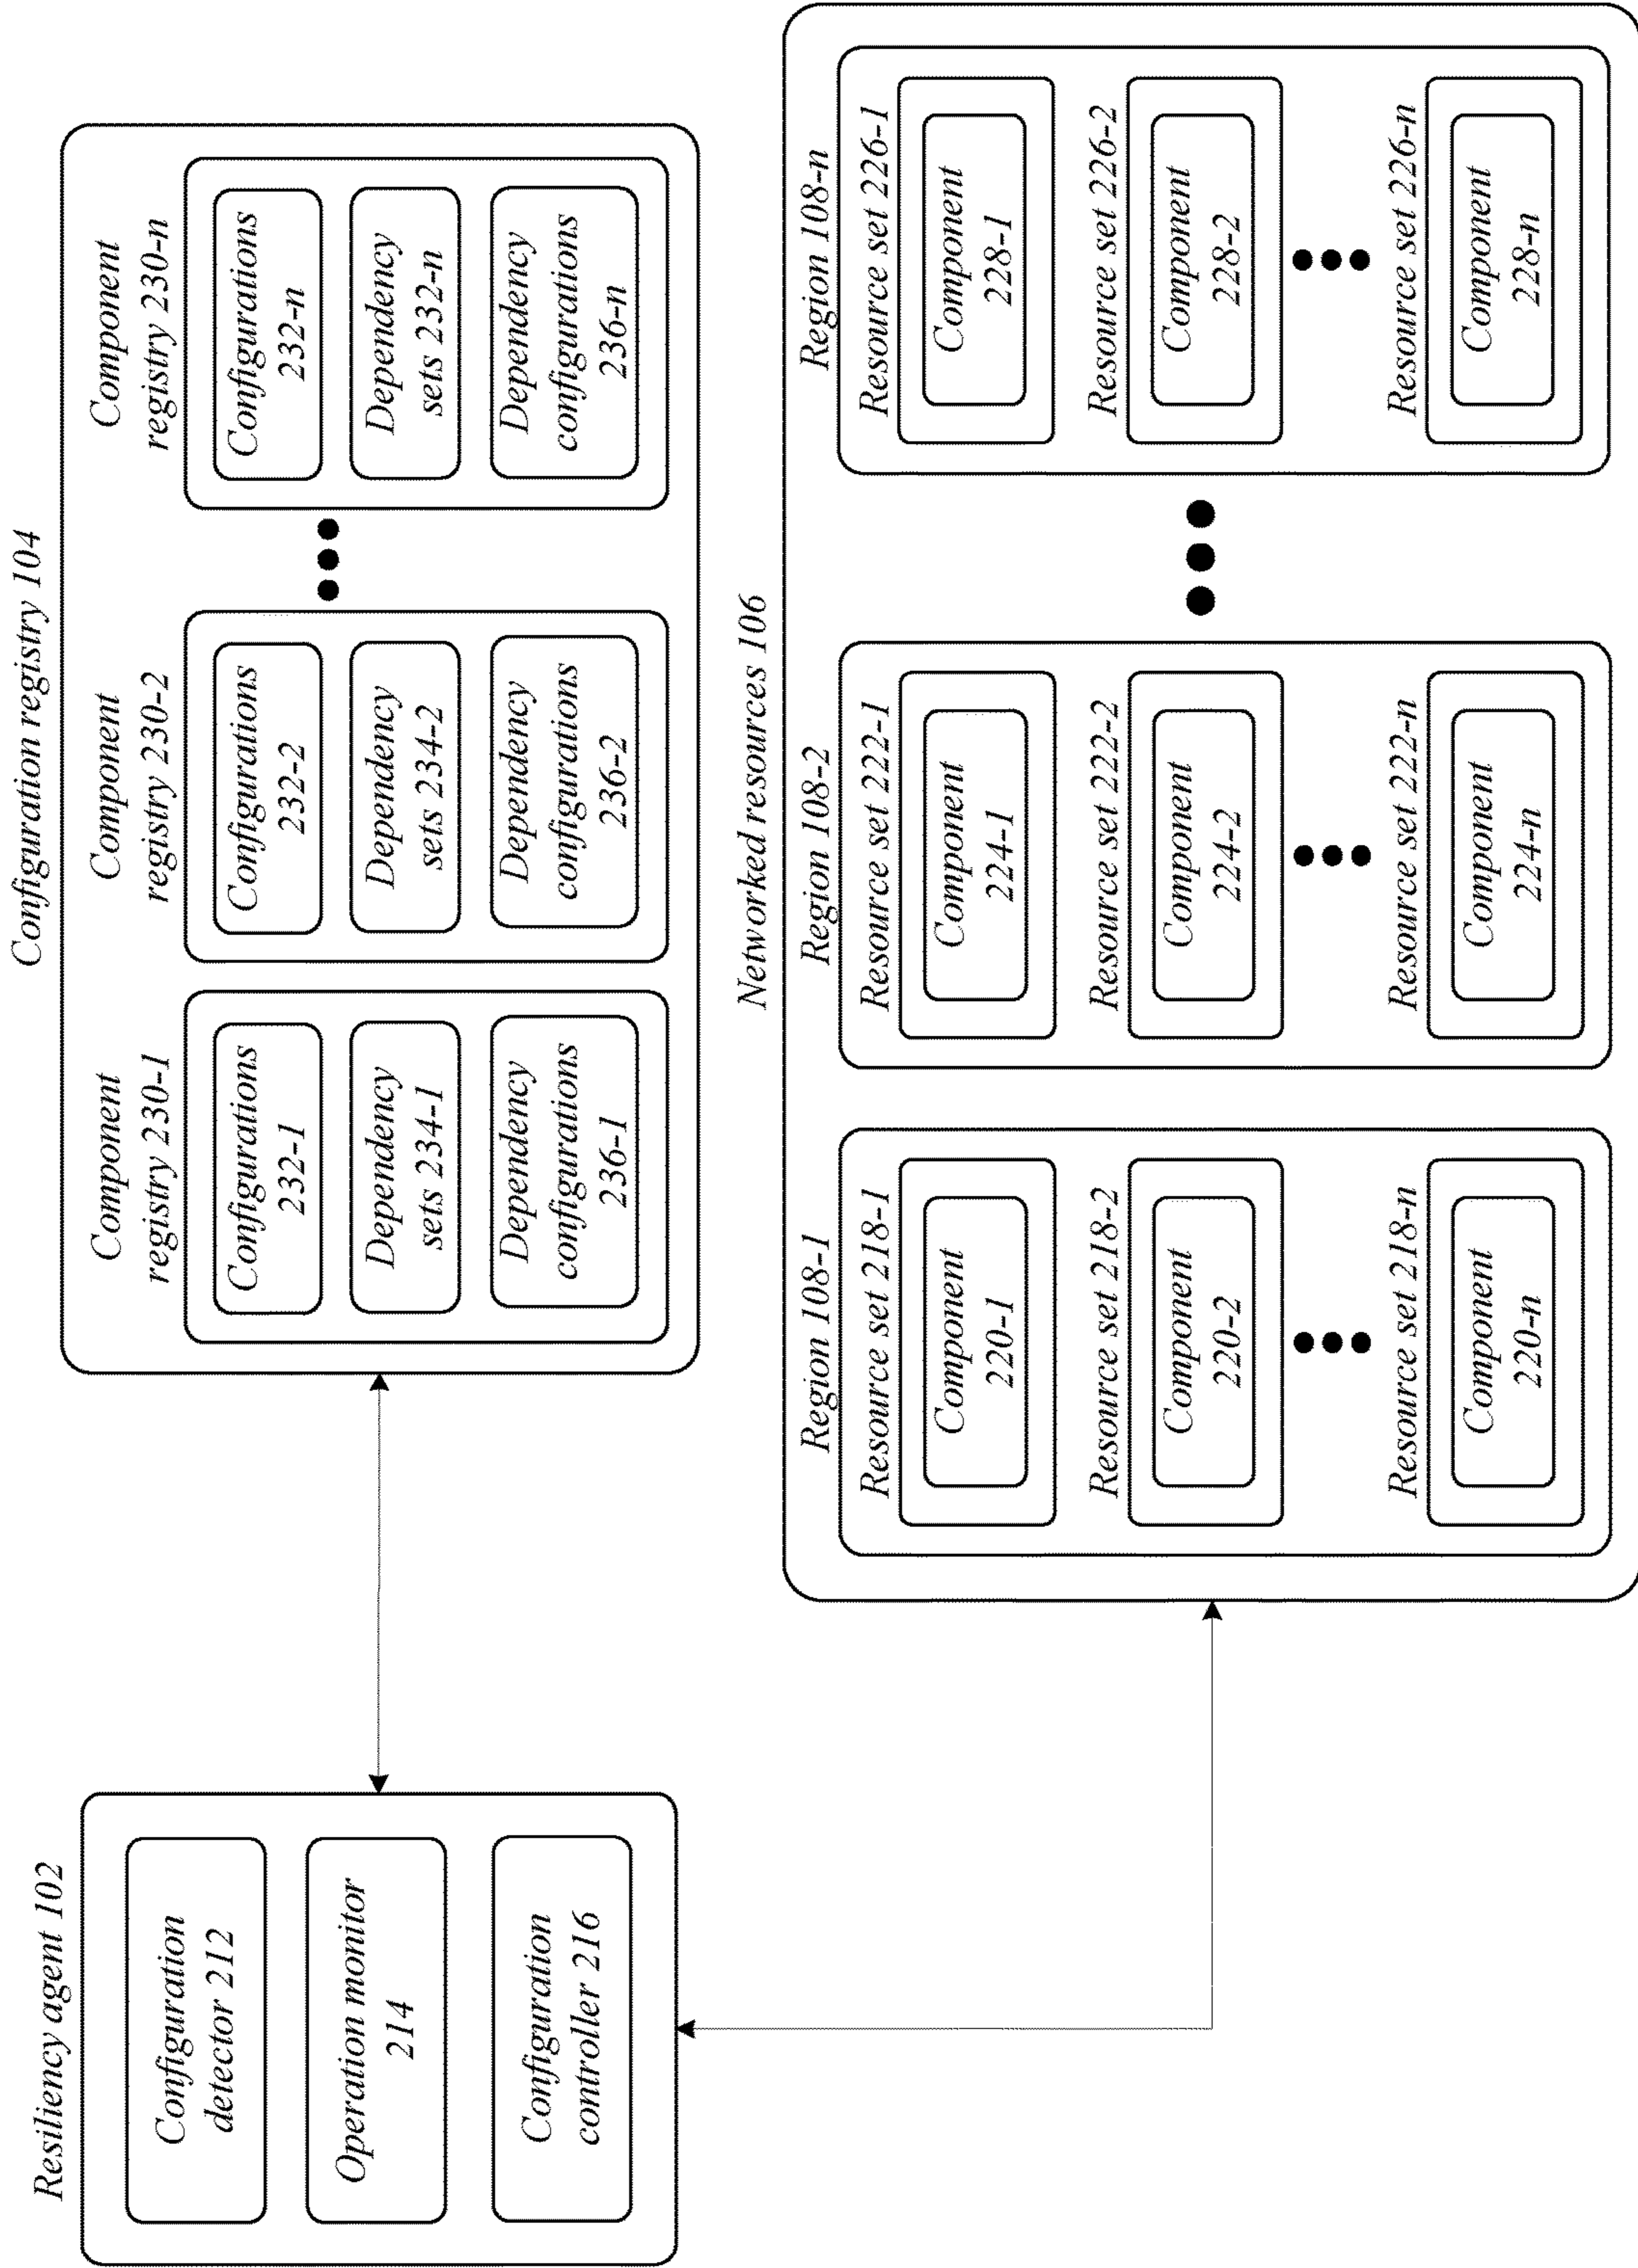 Resiliency agent 102
Configuration
detector 212
Operation monitor
214
Configuration
controller 216
Configuration registry 104
Component
registry 230-1
Configurations
232-1
Dependency
sets 234-1
Dependency
configurations
236-1
Component
registry 230-2
Configurations
232-2
Dependency
sets 234-2
Dependency
configurations
236-2
Component
registry 230-n
Configurations
232-n
Dependency
sets 232-n
Dependency
configurations
236-n
Networked resources 106
Region 108-1
Resource set 218-1
Component
220-1
Resource set 218-2
Component
220-2
Resource set 218-n
Component
220-n
Region 108-2
Resource set 222-1
Component
224-1
Resource set 222-2
Component
224-2
Resource set 222-n
Component
224-n
Region 108-n
Resource set 226-1
Component
228-1
Resource set 226-2
Component
228-2
Resource set 226-n
Component
228-n